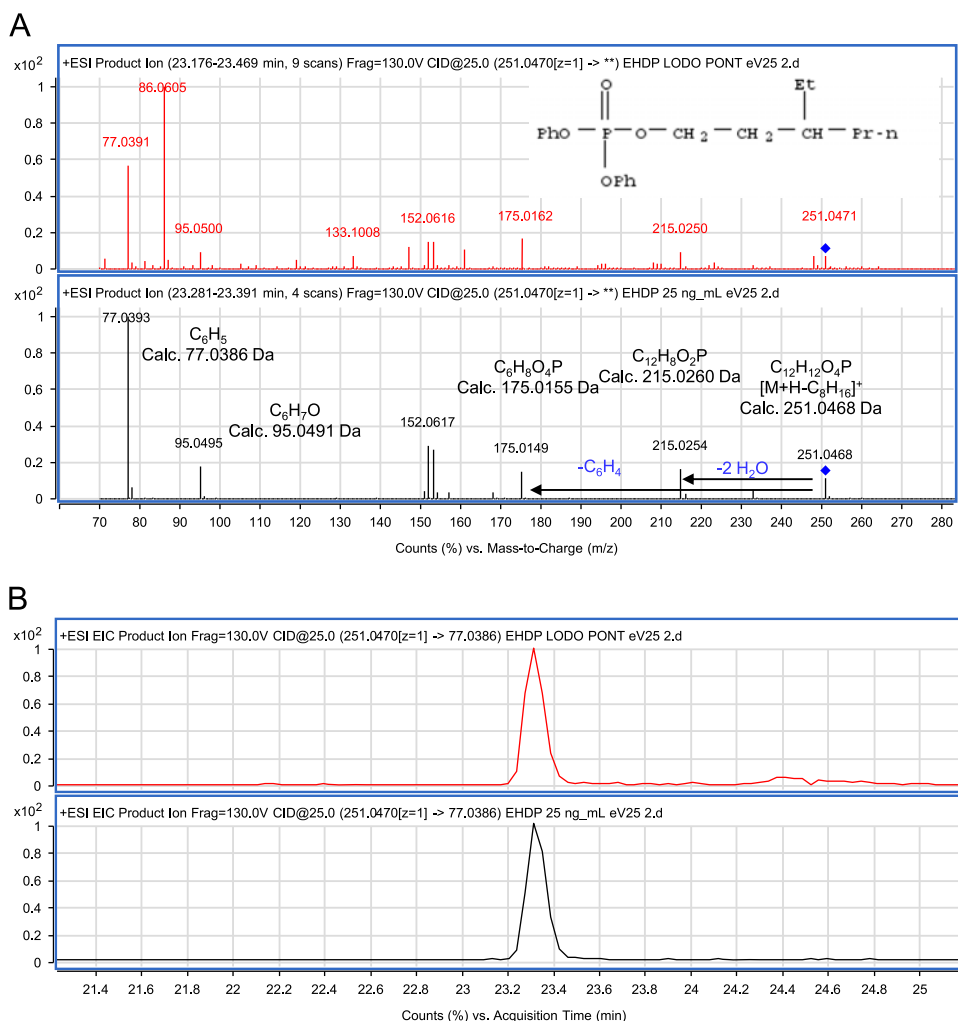 A
+ESI Product Ion (23.176-23.469 min, 9 scans) Frag=130.0V CID@25.0 (251.0470[z=1] -> **) EHDP LODO PONT eV25 2.d
x10²
1
0.8
0.6
0.4
0.2
0
86.0605
77.0391
95.0500
133.1008
152.0616
175.0162
215.0250
251.0471
Et
O
PhO P O CH₂ CH₂ CH Pr-n
OPh
+ESI Product Ion (23.281-23.391 min, 4 scans) Frag=130.0V CID@25.0 (251.0470[z=1] -> **) EHDP 25 ng_mL eV25 2.d
x10²
1
0.8
0.6
0.4
0.2
0
77.0393
C₆H₅
Calc. 77.0386 Da
C₆H₇O
Calc. 95.0491 Da
95.0495
152.0617
C₆H₈O₄P
Calc. 175.0155 Da
175.0149
C₁₂H₈O₂P
Calc. 215.0260 Da
215.0254
C₁₂H₁₂O₄P
[M+H-C₈H₁₆]⁺
Calc. 251.0468 Da
251.0468
-C₆H₄
-2 H₂O
70 80 90 100 110 120 130 140 150 160 170 180 190 200 210 220 230 240 250 260 270 280
Counts (%) vs. Mass-to-Charge (m/z)
B
+ESI EIC Product Ion Frag=130.0V CID@25.0 (251.0470[z=1] -> 77.0386) EHDP LODO PONT eV25 2.d
x10²
1
0.8
0.6
0.4
0.2
0
+ESI EIC Product Ion Frag=130.0V CID@25.0 (251.0470[z=1] -> 77.0386) EHDP 25 ng_mL eV25 2.d
x10²
1
0.8
0.6
0.4
0.2
0
21.4 21.6 21.8 22 22.2 22.4 22.6 22.8 23 23.2 23.4 23.6 23.8 24 24.2 24.4 24.6 24.8 25
Counts (%) vs. Acquisition Time (min)